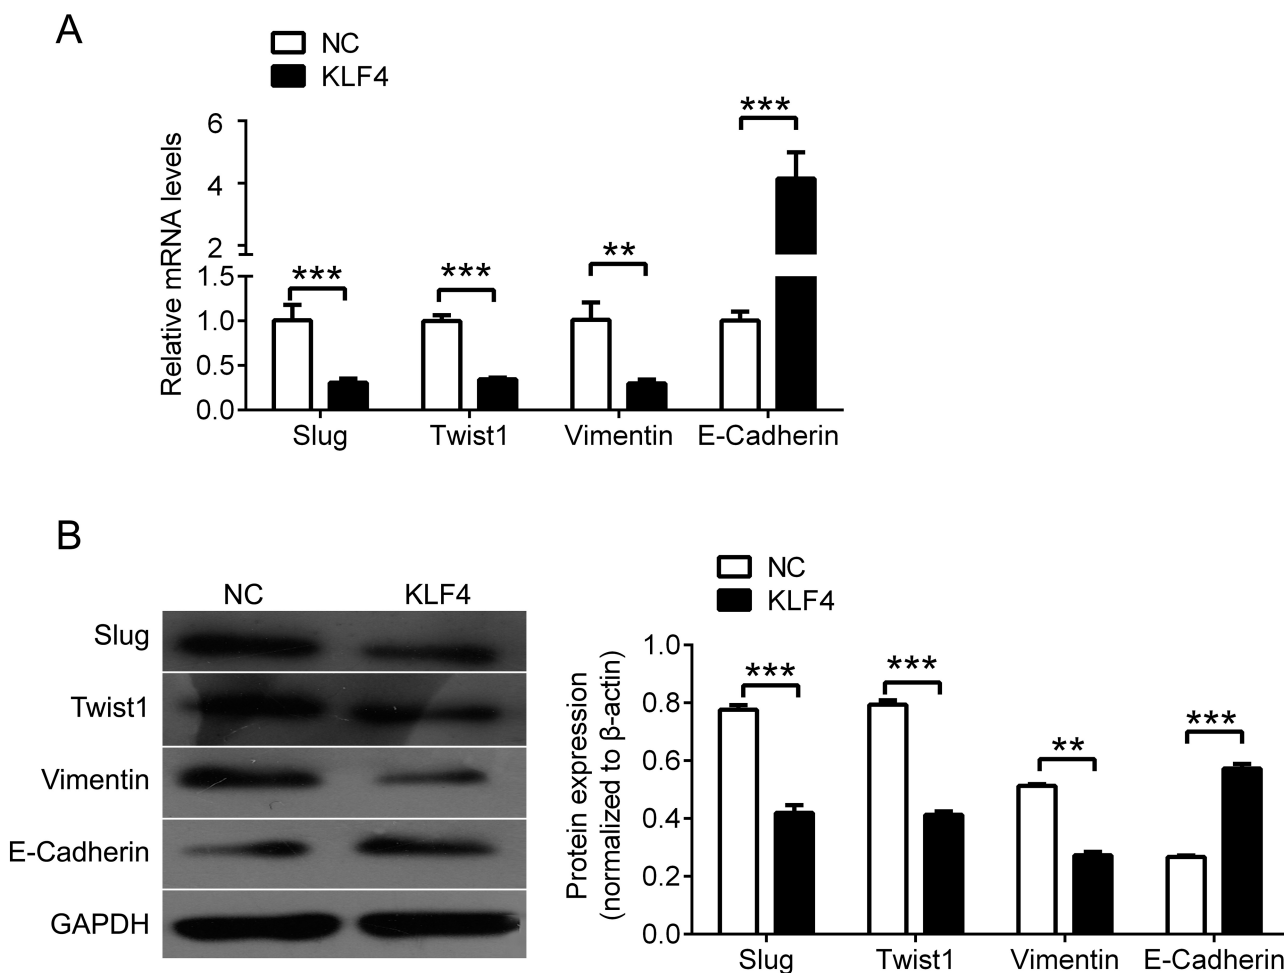 A
NC
KLF4
Relative mRNA levels
6
4
2
1.5
1.0
0.5
0.0
***
***
**
***
Slug Twist1 Vimentin E-Cadherin
B
NC KLF4
Slug
Twist1
Vimentin
E-Cadherin
GAPDH
NC
KLF4
Protein expression
(normalized to β-actin)
1.0
0.8
0.6
0.4
0.2
0.0
***
***
**
***
Slug Twist1 Vimentin E-Cadherin